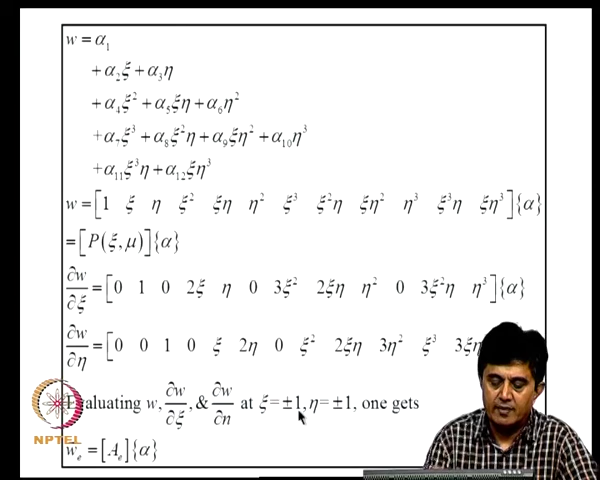 w = α₁
+ α₂ξ + α₃η
+ α₄ξ² + α₅ξη + α₆η²
+ α₇ξ³ + α₈ξ²η + α₉ξη² + α₁₀η³
+ α₁₁ξ³η + α₁₂ξη³
w = [1 ξ η ξ² ξη η² ξ³ ξ²η ξη² η³ ξ³η ξη³]{α}
= [P(ξ,μ)]{α}
∂w/∂ξ = [0 1 0 2ξ η 0 3ξ² 2ξη η² 0 3ξ²η η³]{α}
∂w/∂η = [0 0 1 0 ξ 2η 0 ξ² 2ξη 3η² ξ³ 3ξη
Evaluating w, ∂w/∂ξ, & ∂w/∂n at ξ = ±1, η = ±1, one gets
wₑ = [Aₑ]{α}
NPTEL